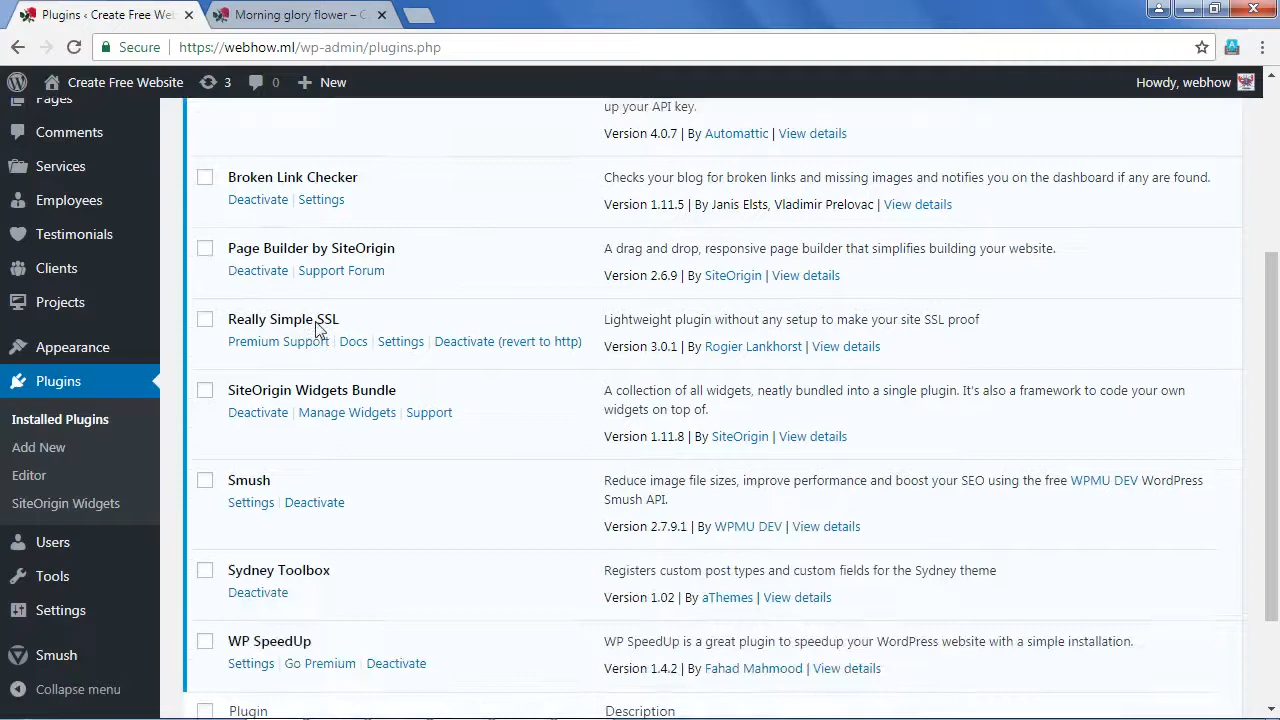 Plugins ‹ Create Free Web
Morning glory flower –
Secure
https://webhow.ml/wp-admin/plugins.php
Create Free Website
3
0
New
Howdy, webhow
Pages
Comments
Services
Employees
Testimonials
Clients
Projects
Appearance
Plugins
Installed Plugins
Add New
Editor
SiteOrigin Widgets
Users
Tools
Settings
Smush
Collapse menu
up your API key.
Version 4.0.7 | By Automattic | View details
Broken Link Checker
Deactivate | Settings
Checks your blog for broken links and missing images and notifies you on the dashboard if any are found.
Version 1.11.5 | By Janis Elsts, Vladimir Prelovac | View details
Page Builder by SiteOrigin
Deactivate | Support Forum
A drag and drop, responsive page builder that simplifies building your website.
Version 2.6.9 | By SiteOrigin | View details
Really Simple SSL
Premium Support | Docs | Settings | Deactivate (revert to http)
Lightweight plugin without any setup to make your site SSL proof
Version 3.0.1 | By Rogier Lankhorst | View details
SiteOrigin Widgets Bundle
Deactivate | Manage Widgets | Support
A collection of all widgets, neatly bundled into a single plugin. It's also a framework to code your own
widgets on top of.
Version 1.11.8 | By SiteOrigin | View details
Smush
Settings | Deactivate
Reduce image file sizes, improve performance and boost your SEO using the free WPMU DEV WordPress
Smush API.
Version 2.7.9.1 | By WPMU DEV | View details
Sydney Toolbox
Deactivate
Registers custom post types and custom fields for the Sydney theme
Version 1.02 | By aThemes | View details
WP SpeedUp
Settings | Go Premium | Deactivate
WP SpeedUp is a great plugin to speedup your WordPress website with a simple installation.
Version 1.4.2 | By Fahad Mahmood | View details
Plugin
Description